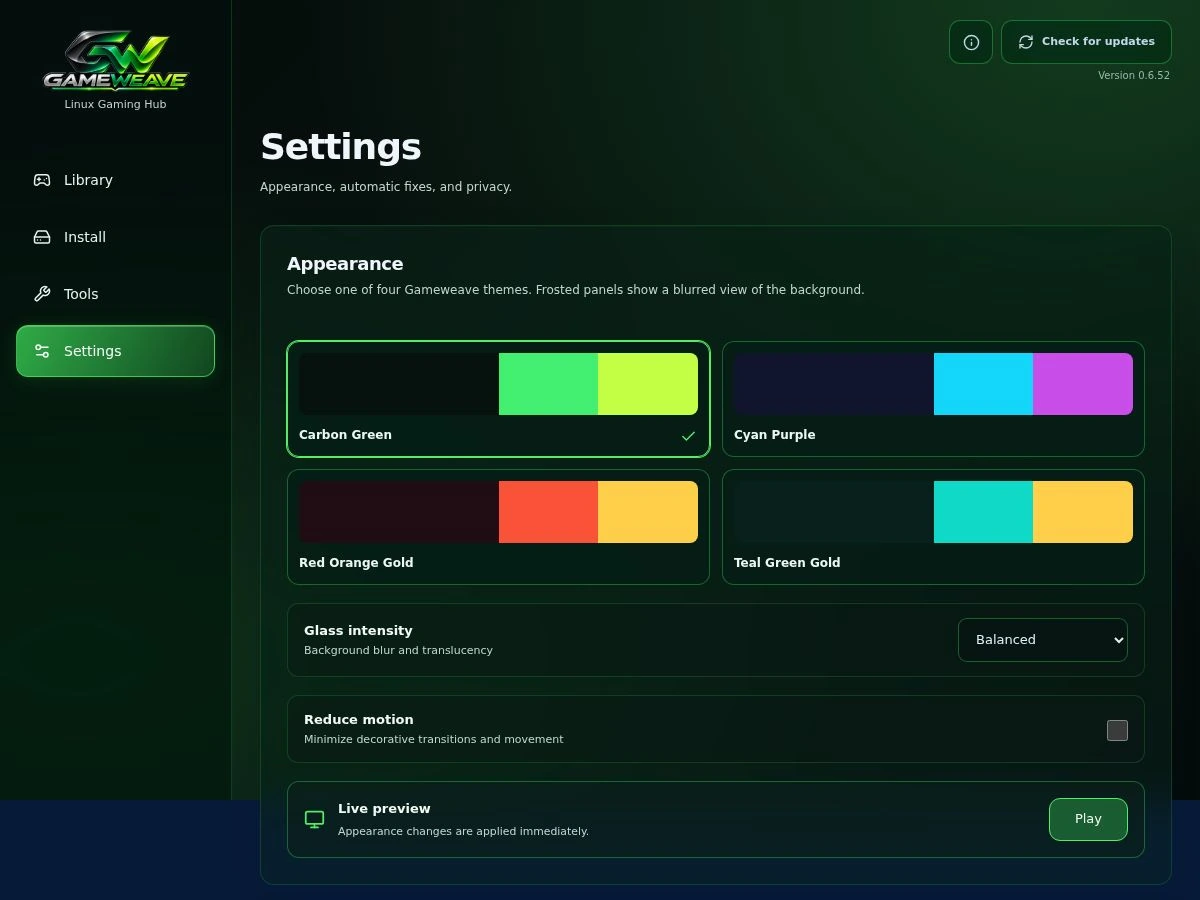 GW
GAMEWEAVE
Linux Gaming Hub
Library
Install
Tools
Settings
Check for updates
Version 0.6.52
Settings
Appearance, automatic fixes, and privacy.
Appearance
Choose one of four Gameweave themes. Frosted panels show a blurred view of the background.
Carbon Green
Cyan Purple
Red Orange Gold
Teal Green Gold
Glass intensity
Background blur and translucency
Balanced
Reduce motion
Minimize decorative transitions and movement
Live preview
Appearance changes are applied immediately.
Play